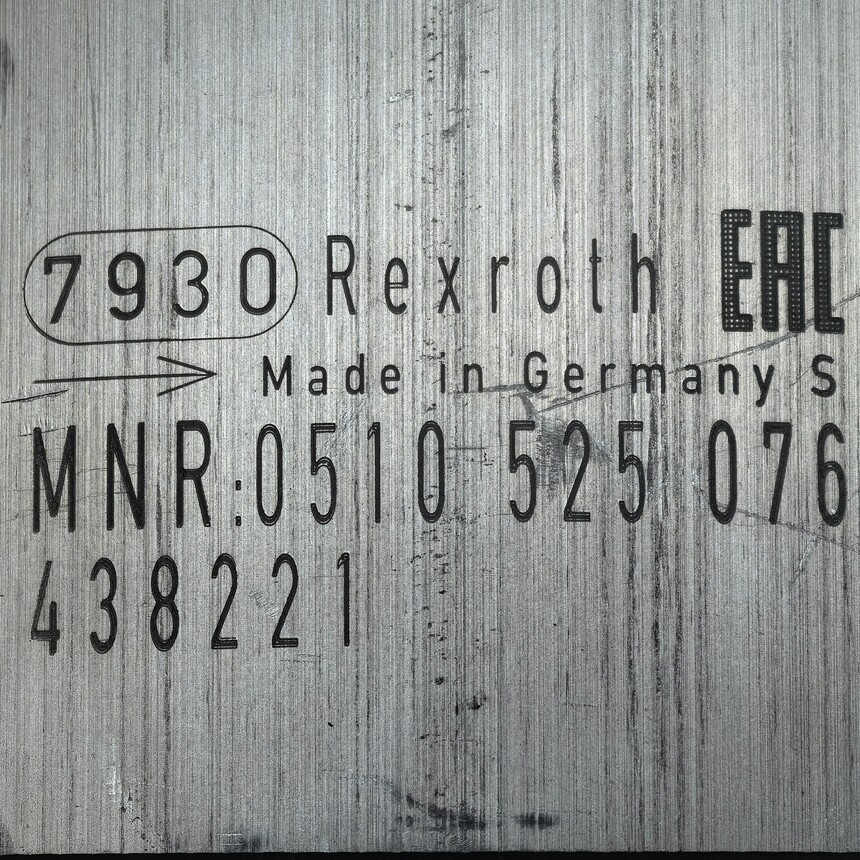 7930 Rexroth EAC
Made in Germany S
MNR:0510 525 076
438221